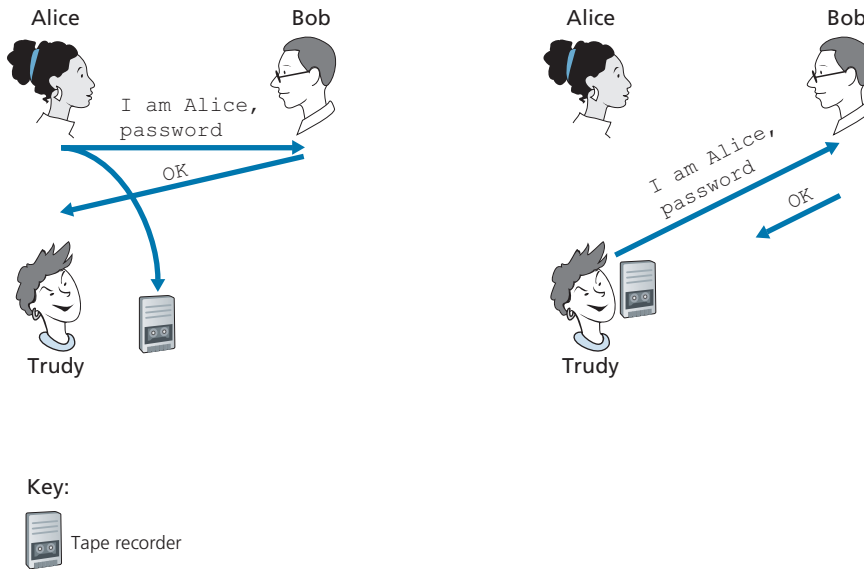 Alice
Bob
I am Alice,
password
OK
Trudy
Alice
Bob
I am Alice,
password
OK
Trudy
Key:
Tape recorder